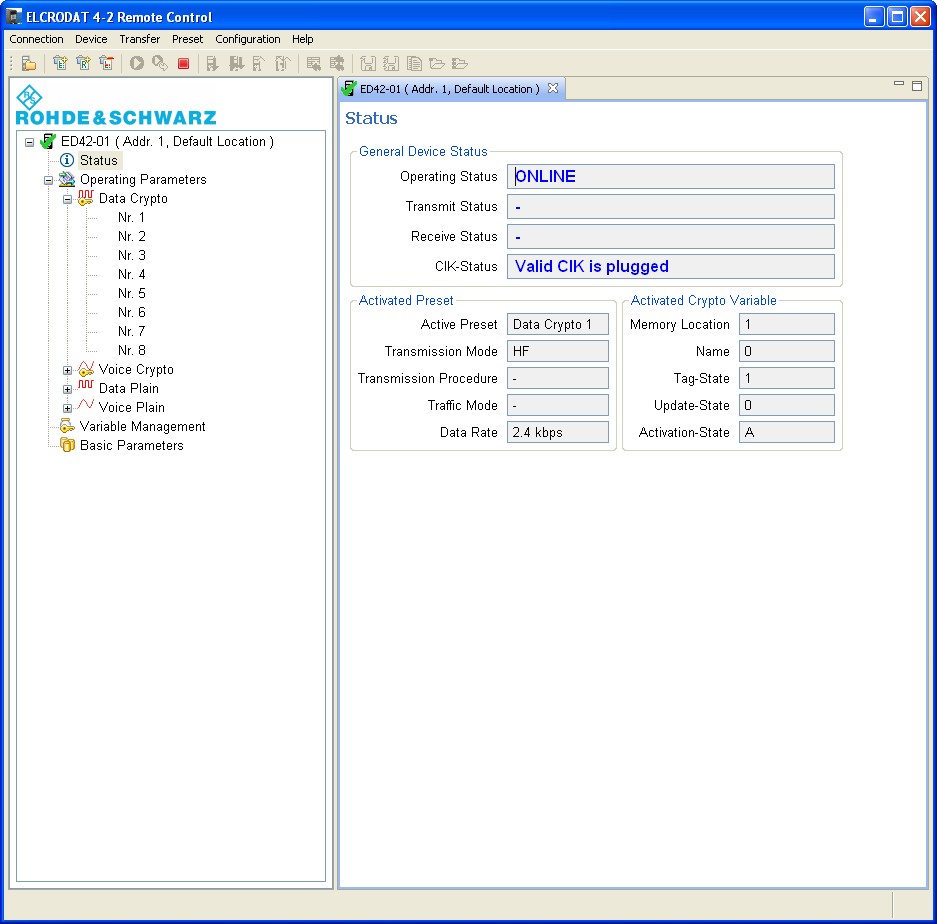 ELCRODAT 4-2 Remote Control
Connection Device Transfer Preset Configuration Help
R S
ROHDE & SCHWARZ
ED42-01 ( Addr. 1, Default Location )
Status
Operating Parameters
Data Crypto
Nr. 1
Nr. 2
Nr. 3
Nr. 4
Nr. 5
Nr. 6
Nr. 7
Nr. 8
Voice Crypto
Data Plain
Voice Plain
Variable Management
Basic Parameters
ED42-01 ( Addr. 1, Default Location )
Status
General Device Status
Operating Status ONLINE
Transmit Status -
Receive Status -
CIK-Status Valid CIK is plugged
Activated Preset
Active Preset Data Crypto 1
Transmission Mode HF
Transmission Procedure -
Traffic Mode -
Data Rate 2.4 kbps
Activated Crypto Variable
Memory Location 1
Name 0
Tag-State 1
Update-State 0
Activation-State A